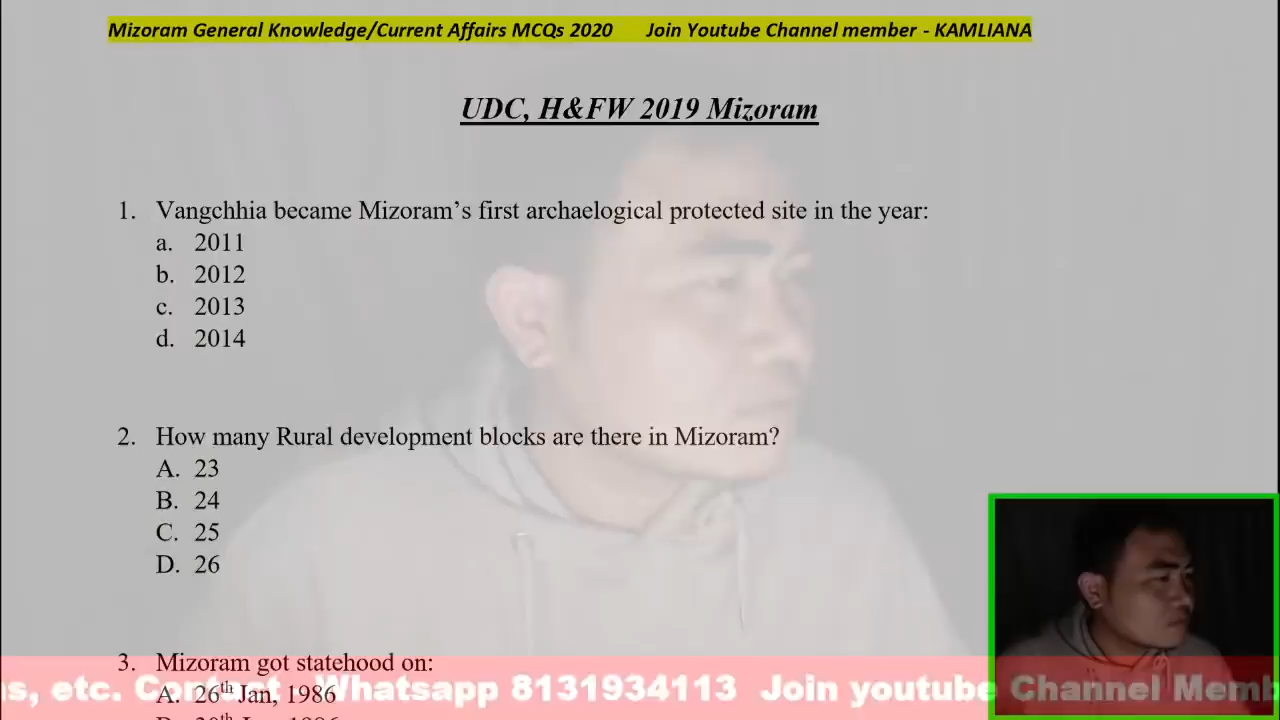 Mizoram General Knowledge/Current Affairs MCQs 2020 Join Youtube Channel member - KAMLIANA
UDC, H&FW 2019 Mizoram
1. Vangchhia became Mizoram's first archaelogical protected site in the year:
a. 2011
b. 2012
c. 2013
d. 2014
2. How many Rural development blocks are there in Mizoram?
A. 23
B. 24
C. 25
D. 26
3. Mizoram got statehood on:
A. 26th Jan, 1986
s, etc. Contact - Whatsapp 8131934113 Join youtube Channel Memb